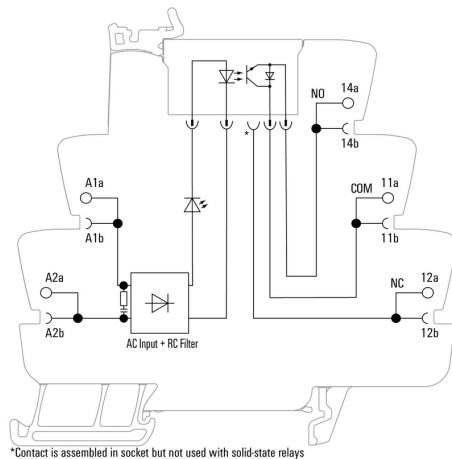 NO
14a
*
14b
A1a
COM
11a
A1b
11b
A2a
NC
12a
A2b
12b
AC Input + RC Filter
*Contact is assembled in socket but not used with solid-state relays